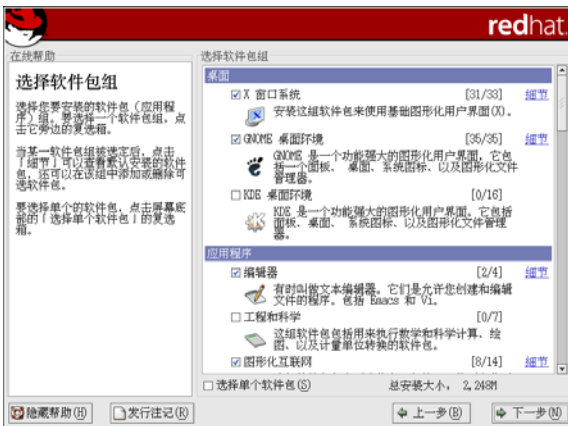 redhat.
在线帮助
选择软件包组
选择您要安装的软件包（应用程
序）组。要选择一个软件包组，点
击它旁边的复选箱。
当某一软件包组被选定后，点击
「细节」可以查看默认安装的软件
包，还可以在该组中添加或删除可
选软件包。
要选择单个的软件包，点击屏幕底
部的「选择单个软件包」的复选
箱。
选择软件包组
桌面
X 窗口系统 [31/33] 细节
安装这组软件包来使用基础图形化用户界面(X)。
GNOME 桌面环境 [35/35] 细节
GNOME 是一个功能强大的图形化用户界面，它包
括一个面板、 桌面、 系统图标、以及图形化文件
管理器。
KDE 桌面环境 [0/16]
KDE 是一个功能强大的图形化用户界面。它包括
面板、桌面、 系统图标、以及图形化文件管理
器。
应用程序
编辑器 [2/4] 细节
有时叫做文本编辑器。它们是允许您创建和编辑
文件的程序。包括 Emacs 和 Vi。
工程和科学 [0/7]
这组软件包包括用来执行数学和科学计算、绘
图、以及计量单位转换的软件包。
图形化互联网 [8/14] 细节
选择单个软件包(S) 总安装大小： 2,248M
隐藏帮助(H) 发行注记(R) 上一步(B) 下一步(N)